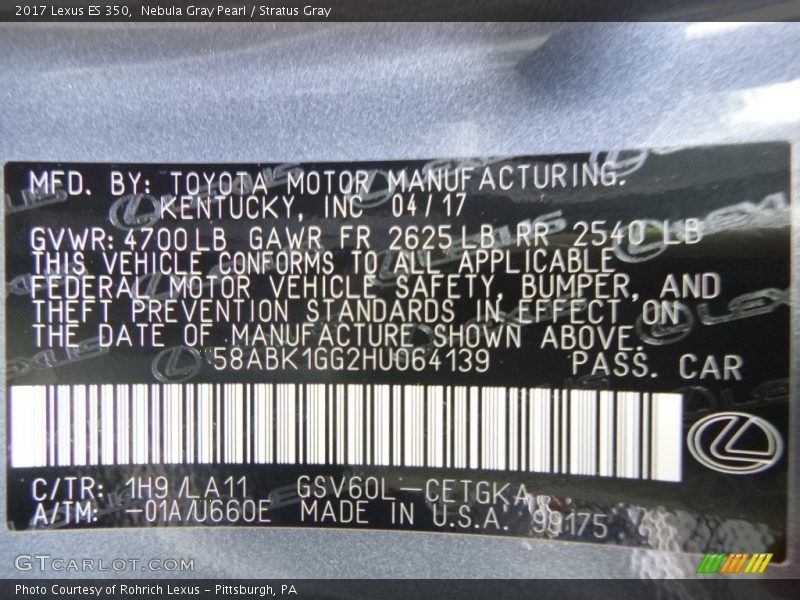 2017 Lexus ES 350,  Nebula Gray Pearl / Stratus Gray
MFD. BY: TOYOTA MOTOR MANUFACTURING.
KENTUCKY, INC 04/17
GVWR: 4700 LB GAWR FR 2625 LB RR 2540 LB
THIS VEHICLE CONFORMS TO ALL APPLICABLE
FEDERAL MOTOR VEHICLE SAFETY, BUMPER, AND
THEFT PREVENTION STANDARDS IN EFFECT ON
THE DATE OF MANUFACTURE SHOWN ABOVE.
58ABK1GG2HU064139 PASS. CAR
C/TR: 1H9/LA11 GSV60L-CETGKA
A/TM: -01A/U660E MADE IN U.S.A. 99175
GTCARLOT.COM
Photo Courtesy of Rohrich Lexus - Pittsburgh, PA